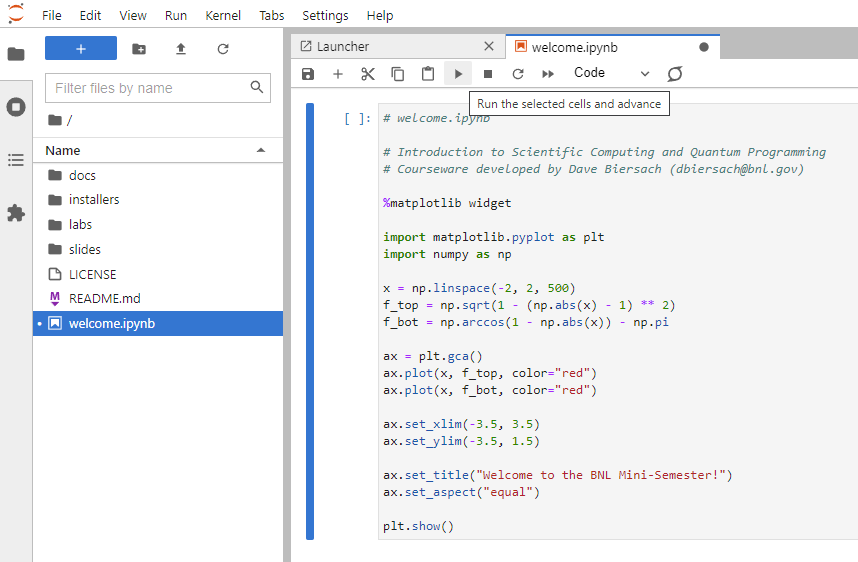 File Edit View Run Kernel Tabs Settings Help
+
Filter files by name
/
Name
docs
installers
labs
slides
LICENSE
README.md
welcome.ipynb
Launcher
welcome.ipynb
Code
Run the selected cells and advance
[ ]:
# welcome.ipynb
# Introduction to Scientific Computing and Quantum Programming
# Courseware developed by Dave Biersach (dbiersach@bnl.gov)
%matplotlib widget
import matplotlib.pyplot as plt
import numpy as np
x = np.linspace(-2, 2, 500)
f_top = np.sqrt(1 - (np.abs(x) - 1) ** 2)
f_bot = np.arccos(1 - np.abs(x)) - np.pi
ax = plt.gca()
ax.plot(x, f_top, color="red")
ax.plot(x, f_bot, color="red")
ax.set_xlim(-3.5, 3.5)
ax.set_ylim(-3.5, 1.5)
ax.set_title("Welcome to the BNL Mini-Semester!")
ax.set_aspect("equal")
plt.show()